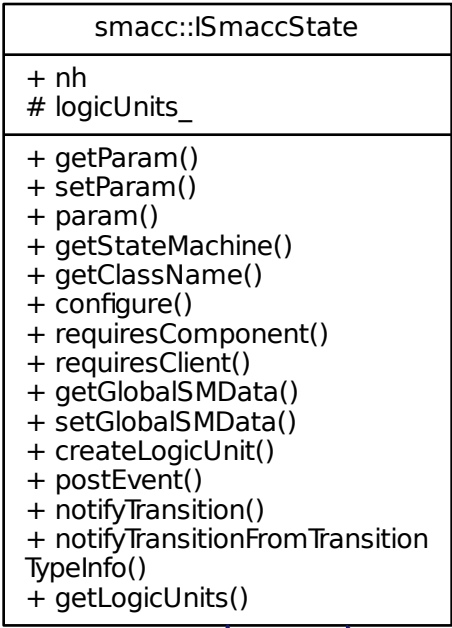 smacc::ISmaccState
+ nh
# logicUnits_
+ getParam()
+ setParam()
+ param()
+ getStateMachine()
+ getClassName()
+ configure()
+ requiresComponent()
+ requiresClient()
+ getGlobalSMData()
+ setGlobalSMData()
+ createLogicUnit()
+ postEvent()
+ notifyTransition()
+ notifyTransitionFromTransition
TypeInfo()
+ getLogicUnits()